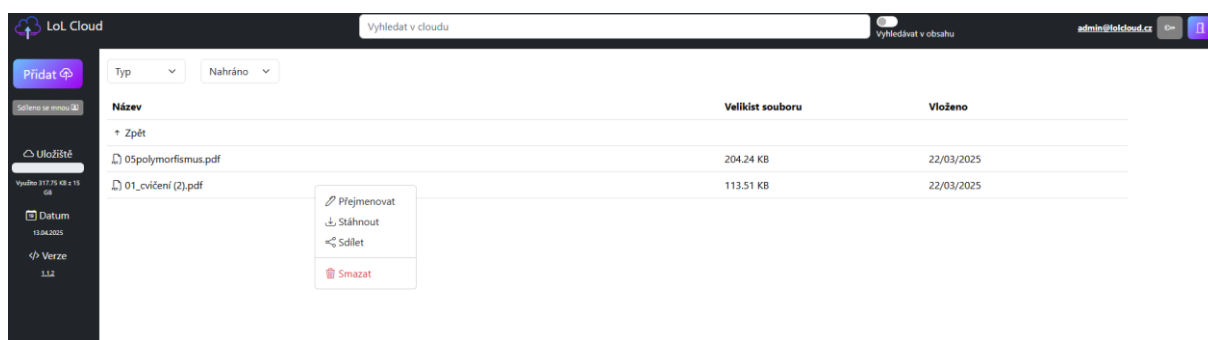 LoL Cloud
Vyhledat v cloudu
Vyhledávat v obsahu
admin@lolcloud.cz
Přidat
Typ
Nahráno
Sdíleno se mnou
Název Velikist souboru Vloženo
Zpět
05polymorfismus.pdf 204.24 KB 22/03/2025
01_cvičení (2).pdf 113.51 KB 22/03/2025
Uložiště
Využito 317.75 KB z 15
GB
Datum
13.04.2025
Verze
1.1.2
Přejmenovat
Stáhnout
Sdílet
Smazat